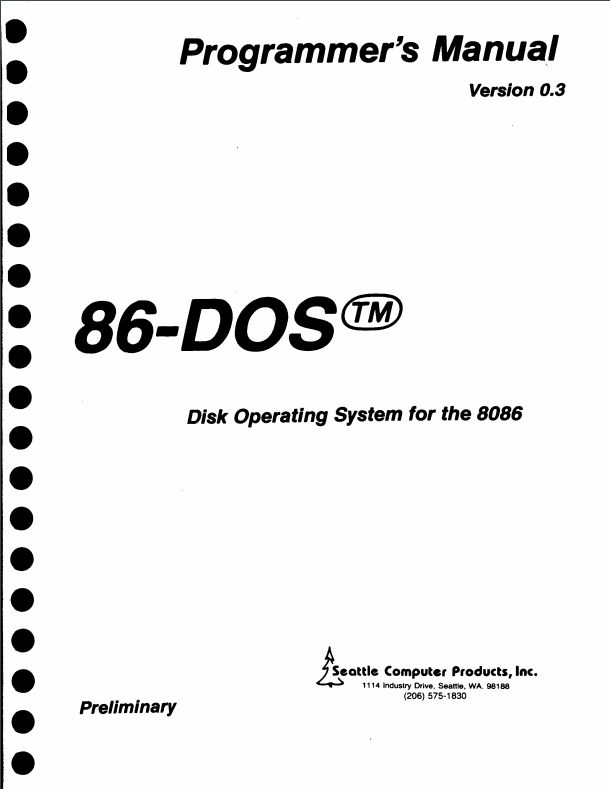 Programmer's Manual
Version 0.3
86-DOS™
Disk Operating System for the 8086
Seattle Computer Products, Inc.
1114 Industry Drive, Seattle, WA. 98188
(206) 575-1830
Preliminary